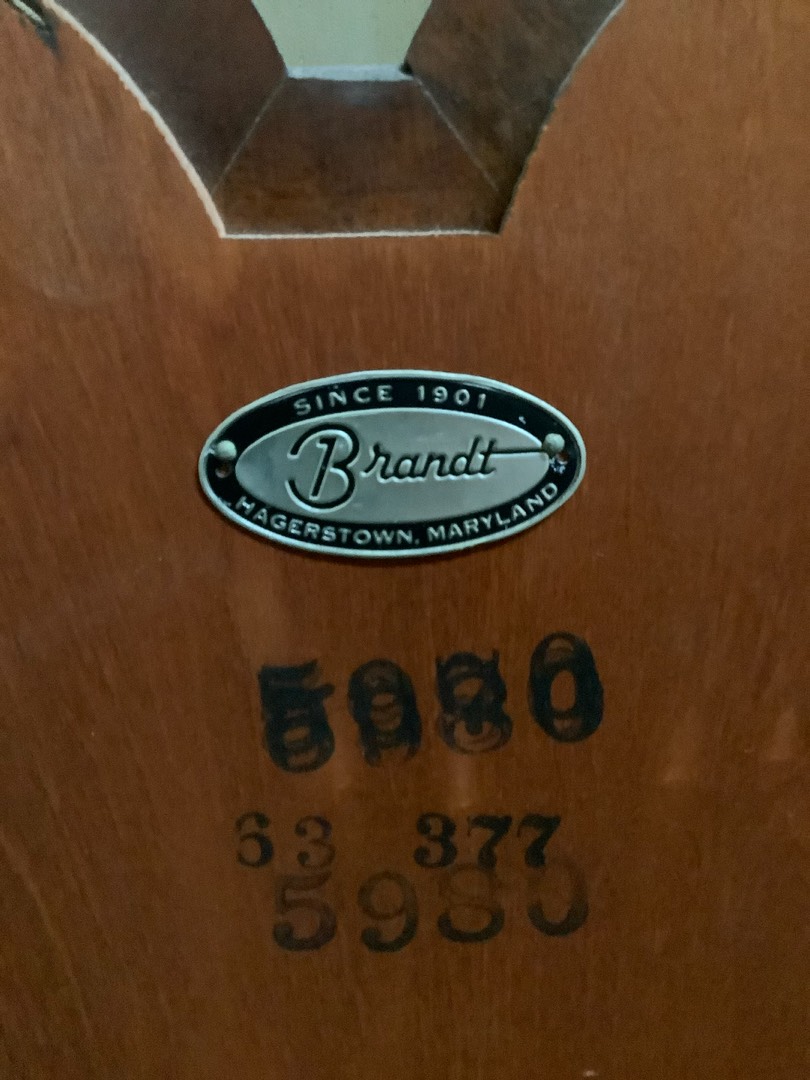 SINCE 1901
Brandt
HAGERSTOWN, MARYLAND
63 377
5980